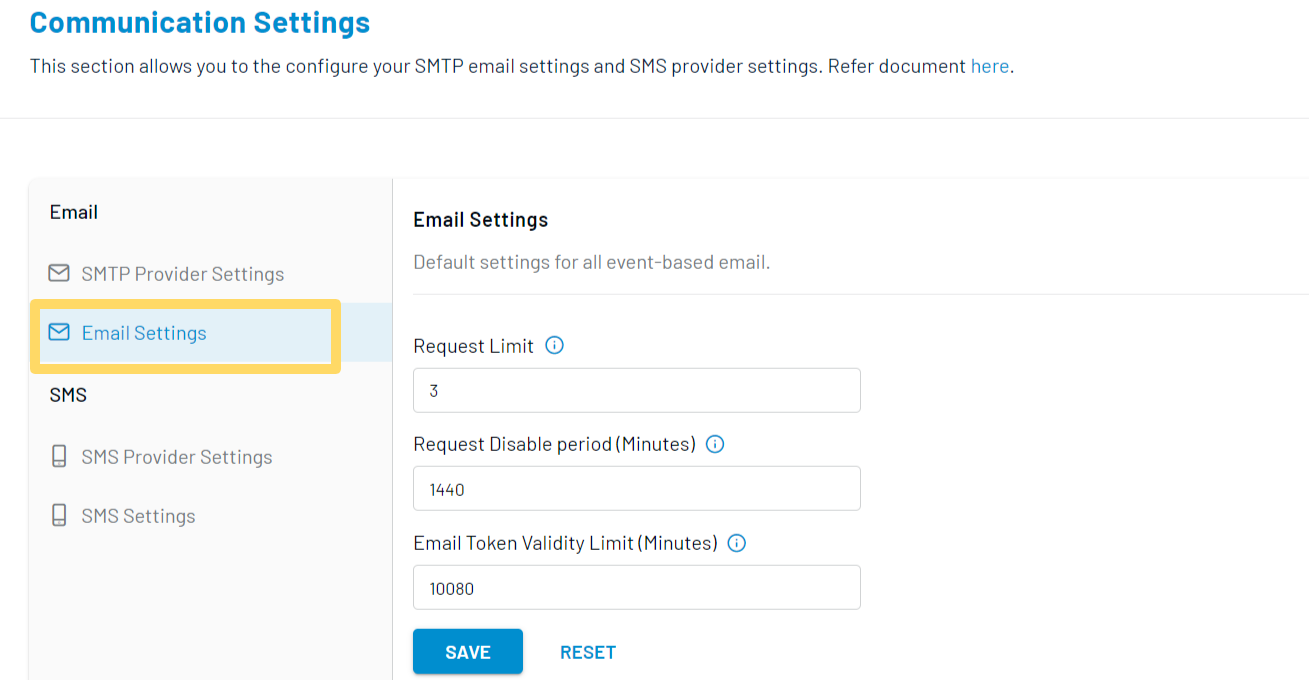 Communication Settings
This section allows you to the configure your SMTP email settings and SMS provider settings. Refer document here.
Email
SMTP Provider Settings
Email Settings
SMS
SMS Provider Settings
SMS Settings
Email Settings
Default settings for all event-based email.
Request Limit
3
Request Disable period (Minutes)
1440
Email Token Validity Limit (Minutes)
10080
SAVE RESET